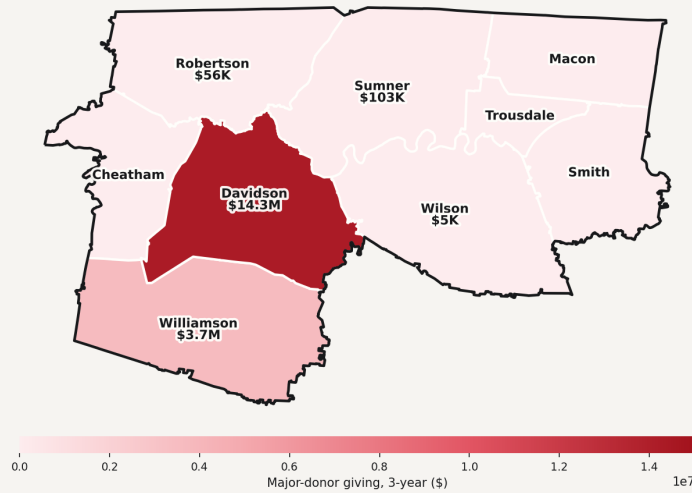 Robertson
$56K
Macon
Sumner
$103K
Trousdale
Cheatham
Smith
Davidson
$14.3M
Wilson
$5K
Williamson
$3.7M
0.0 0.2 0.4 0.6 0.8 1.0 1.2 1.4
1e7
Major-donor giving, 3-year ($)